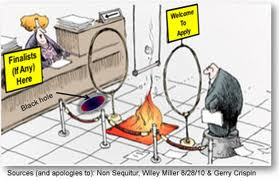 Welcome
To
Apply
Finalists
(If Any)
Here
Black hole
Sources (and apologies to): Non Sequitur, Wiley Miller 8/28/10 & Gerry Crispin